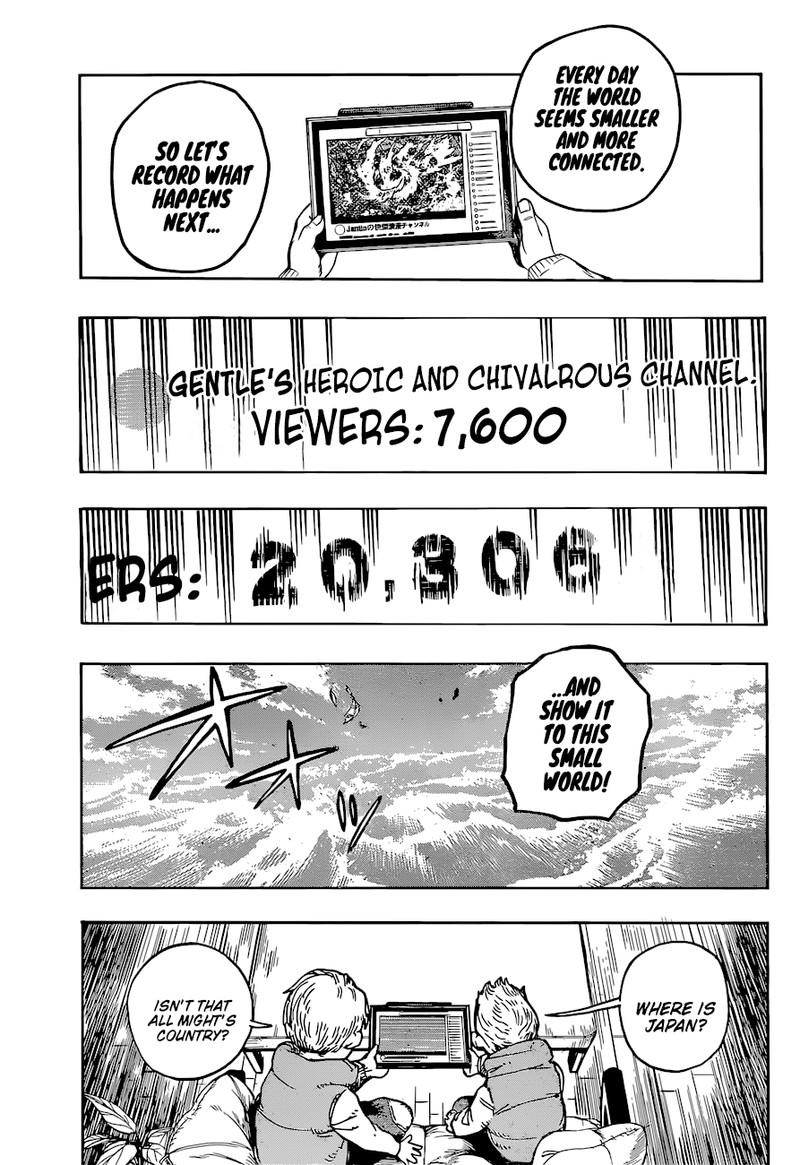 EVERY DAY
THE WORLD
SEEMS SMALLER
AND MORE
CONNECTED.
SO LET'S
RECORD WHAT
HAPPENS
NEXT...
GENTLE'S HEROIC AND CHIVALROUS CHANNEL.
VIEWERS: 7,600
ERS: 20,308
...AND
SHOW IT
TO THIS
SMALL
WORLD!
WHERE IS
JAPAN?
ISN'T THAT
ALL MIGHT'S
COUNTRY?